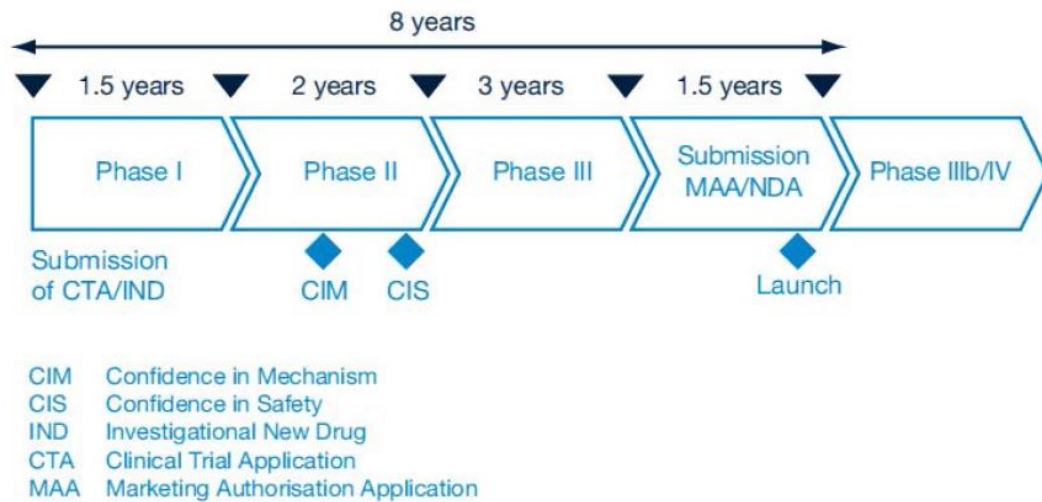 8 years
1.5 years 2 years 3 years 1.5 years
Phase I
Phase II
Phase III
Submission
MAA/NDA
Phase IIIb/IV
Submission
of CTA/IND
CIM
CIS
Launch
CIM Confidence in Mechanism
CIS Confidence in Safety
IND Investigational New Drug
CTA Clinical Trial Application
MAA Marketing Authorisation Application